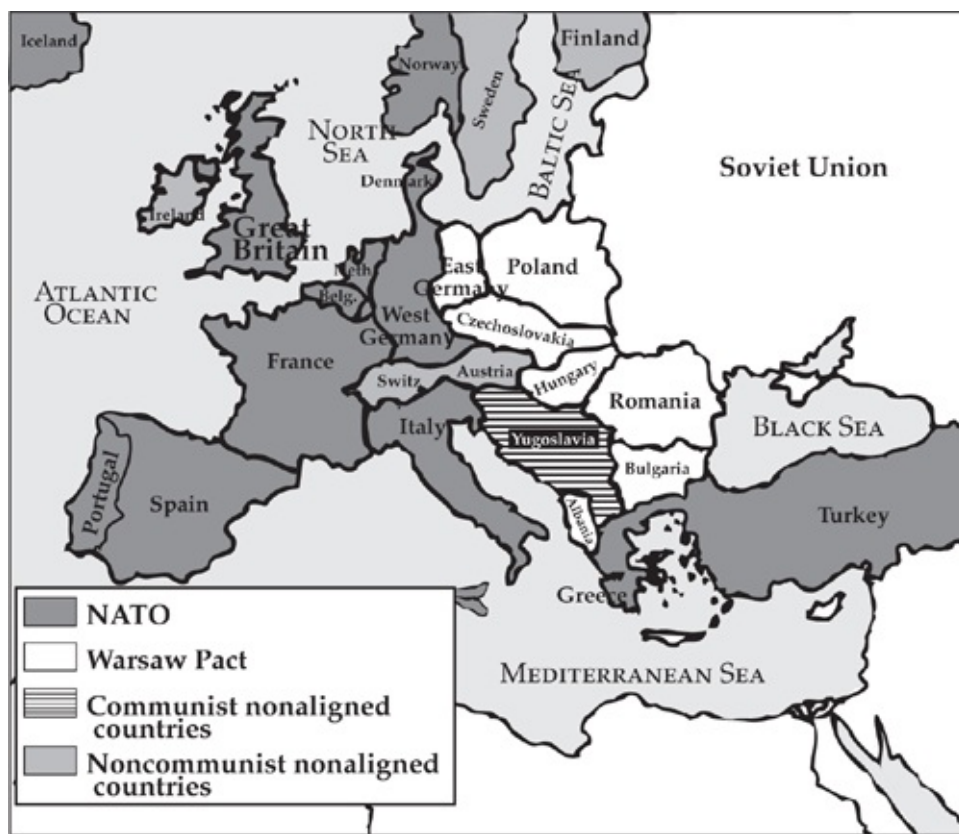 Iceland
Norway
Sweden
Finland
NORTH
SEA
BALTIC SEA
Soviet Union
Denmark
Ireland
Great
Britain
Neth
Belg.
East
Germany
Poland
ATLANTIC
OCEAN
West
Germany
Czechoslovakia
France
Switz
Austria
Hungary
Romania
Italy
Yugoslavia
BLACK SEA
Bulgaria
Portugal
Spain
Albania
Turkey
Greece
MEDITERRANEAN SEA
NATO
Warsaw Pact
Communist nonaligned
countries
Noncommunist nonaligned
countries